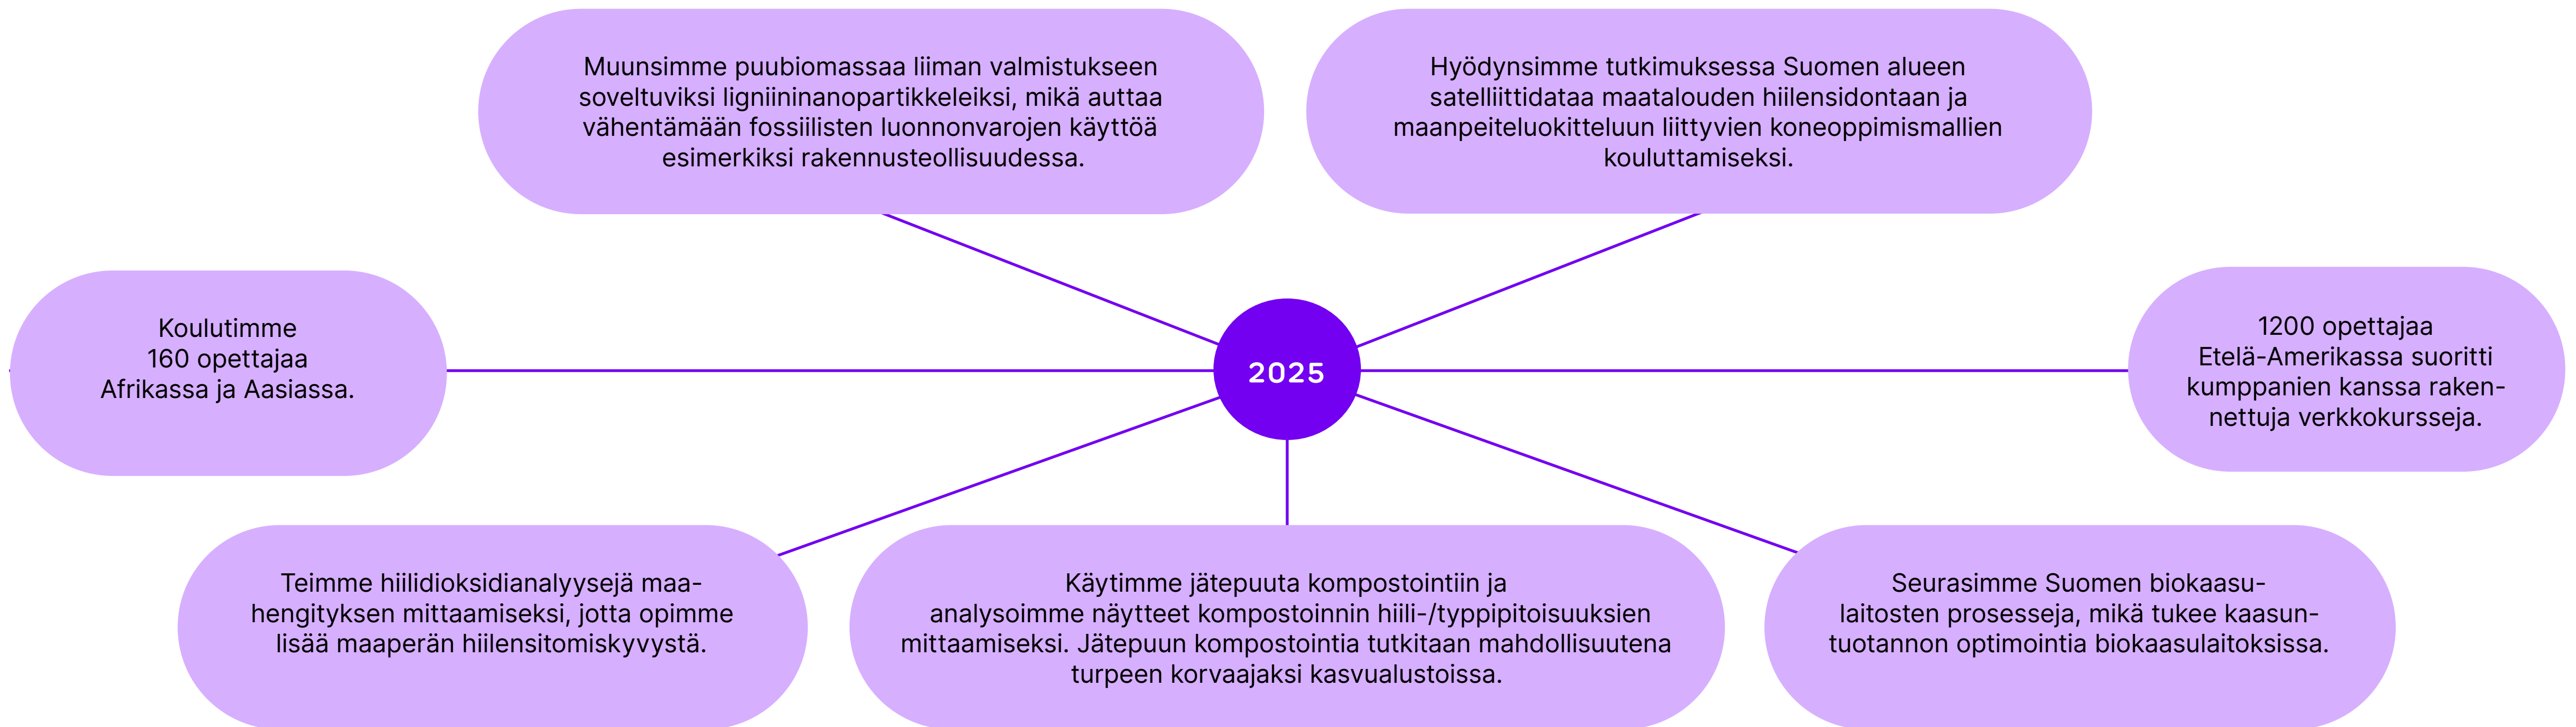 Muunsimme puubiomassaa liiman valmistukseen
soveltuviksi ligniininanopartikkeleiksi, mikä auttaa
vähentämään fossiilisten luonnonvarojen käyttöä
esimerkiksi rakennusteollisuudessa.
Hyödynsimme tutkimuksessa Suomen alueen
satelliittidataa maatalouden hiilensidontaan ja
maanpeiteluokitteluun liittyvien koneoppimismallien
kouluttamiseksi.
Koulutimme
160 opettajaa
Afrikassa ja Aasiassa.
2025
1200 opettajaa
Etelä-Amerikassa suoritti
kumppanien kanssa raken-
nettuja verkkokursseja.
Teimme hiilidioksidianalyysejä maa-
hengityksen mittaamiseksi, jotta opimme
lisää maaperän hiilensitomiskyvystä.
Käytimme jätepuuta kompostointiin ja
analysoimme näytteet kompostoinnin hiili-/typpipitoisuuksien
mittaamiseksi. Jätepuun kompostointia tutkitaan mahdollisuutena
turpeen korvaajaksi kasvualustoissa.
Seurasimme Suomen biokaasu-
laitosten prosesseja, mikä tukee kaasun-
tuotannon optimointia biokaasulaitoksissa.